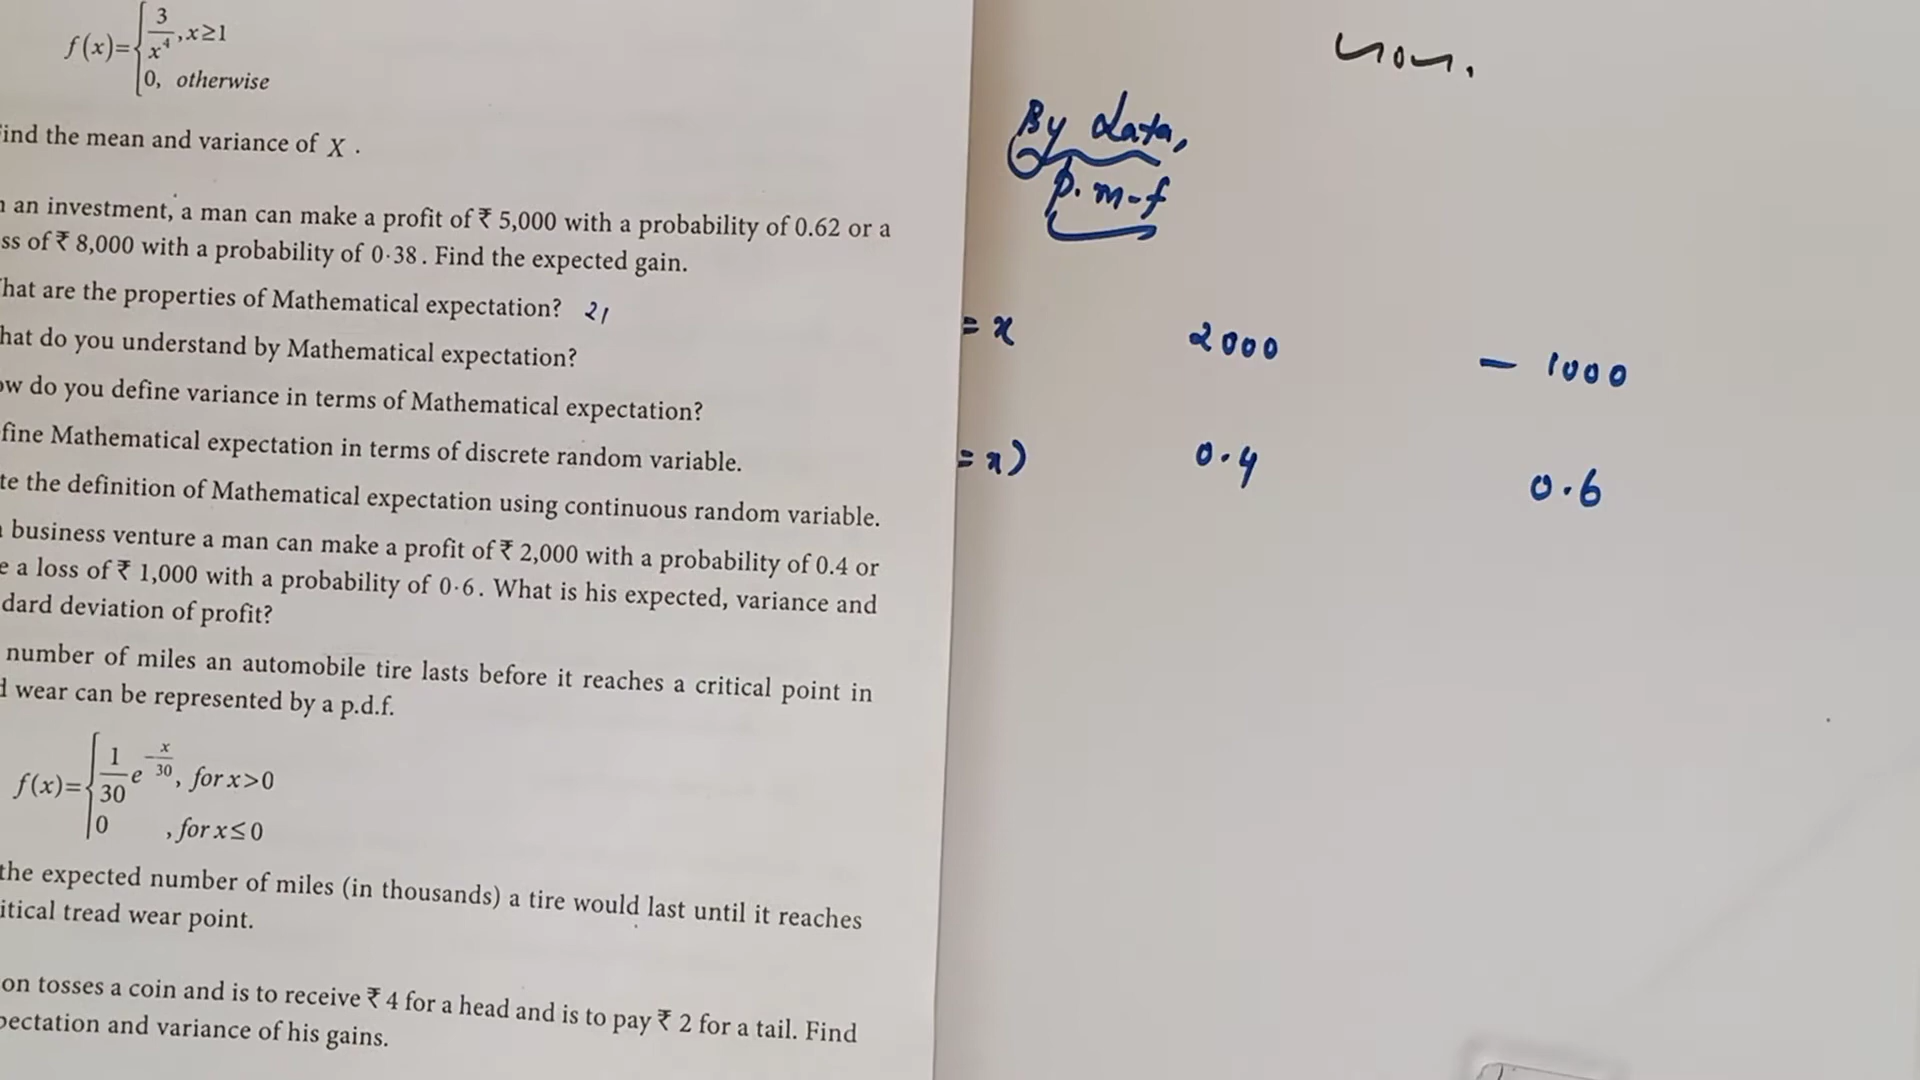 f(x)={3/x⁴, x≥1
0, otherwise
ind the mean and variance of X.
n an investment, a man can make a profit of ₹ 5,000 with a probability of 0.62 or a
ss of ₹ 8,000 with a probability of 0·38. Find the expected gain.
hat are the properties of Mathematical expectation? 21
hat do you understand by Mathematical expectation?
ow do you define variance in terms of Mathematical expectation?
fine Mathematical expectation in terms of discrete random variable.
te the definition of Mathematical expectation using continuous random variable.
business venture a man can make a profit of ₹ 2,000 with a probability of 0.4 or
e a loss of ₹ 1,000 with a probability of 0·6. What is his expected, variance and
dard deviation of profit?
number of miles an automobile tire lasts before it reaches a critical point in
d wear can be represented by a p.d.f.
f(x)={1/30 e^(-x/30), for x>0
0, for x≤0
the expected number of miles (in thousands) a tire would last until it reaches
itical tread wear point.
on tosses a coin and is to receive ₹ 4 for a head and is to pay ₹ 2 for a tail. Find
pectation and variance of his gains.
By data,
p.m-f
= x 2000 - 1000
= x) 0.4 0.6